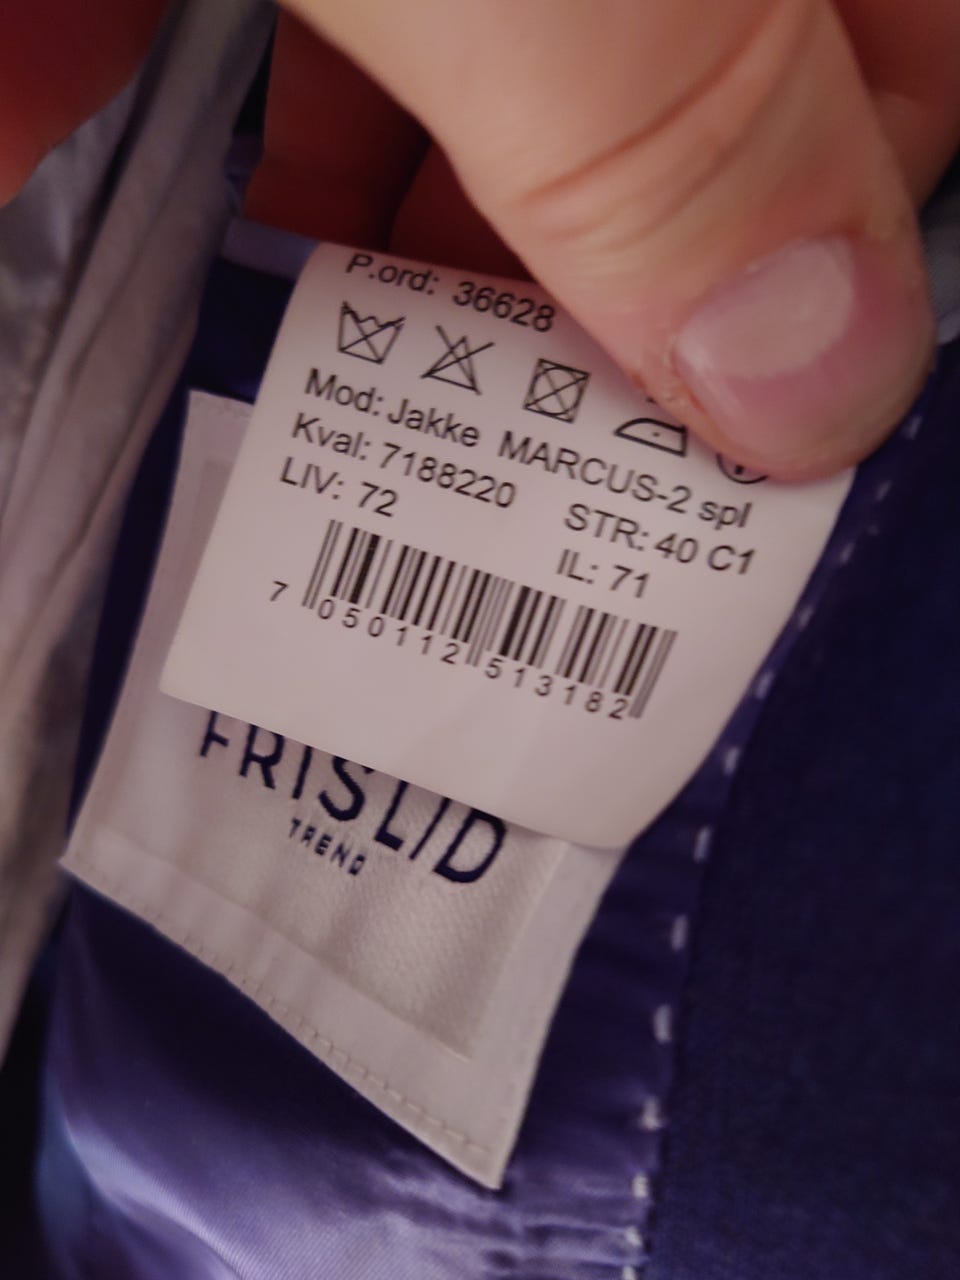 P.ord: 36628
Mod: Jakke MARCUS-2 spl
Kval: 7188220 STR: 40 C1
LIV: 72 IL: 71
7 050112 513182
FRISLID
TREND